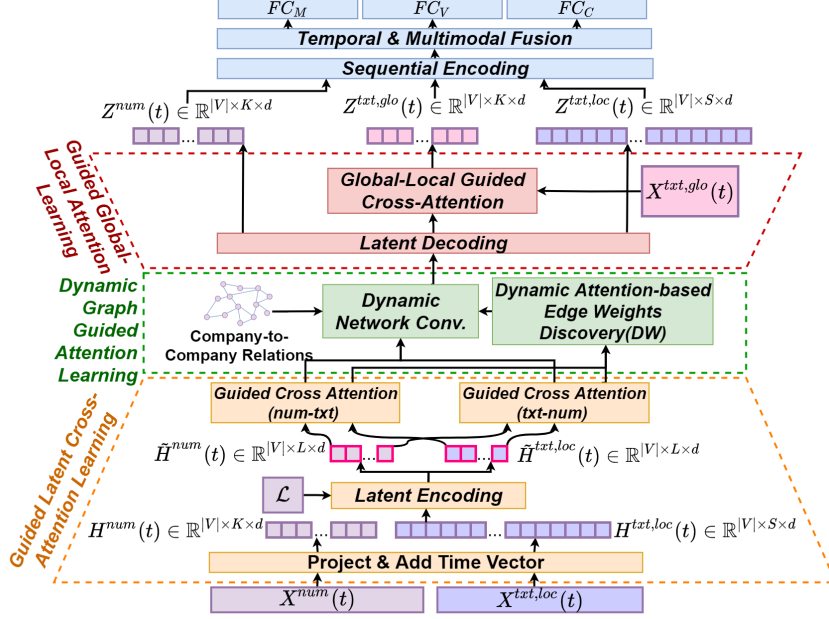 FC_M FC_V FC_C
Temporal & Multimodal Fusion
Sequential Encoding
Z^{num}(t) ∈ ℝ^{|V|×K×d} Z^{txt,glo}(t) ∈ ℝ^{|V|×K×d} Z^{txt,loc}(t) ∈ ℝ^{|V|×S×d}
... ... ...
Guided Global-
Local Attention
Learning
Global-Local Guided
Cross-Attention
X^{txt,glo}(t)
Latent Decoding
Dynamic
Graph
Guided
Attention
Learning
Company-to-
Company Relations
Dynamic
Network Conv.
Dynamic Attention-based
Edge Weights
Discovery(DW)
Guided Latent Cross-
Attention Learning
Guided Cross Attention
(num-txt)
Guided Cross Attention
(txt-num)
H̃^{num}(t) ∈ ℝ^{|V|×L×d} ... ... H̃^{txt,loc}(t) ∈ ℝ^{|V|×L×d}
ℒ Latent Encoding
H^{num}(t) ∈ ℝ^{|V|×K×d} ... ... H^{txt,loc}(t) ∈ ℝ^{|V|×S×d}
Project & Add Time Vector
X^{num}(t) X^{txt,loc}(t)